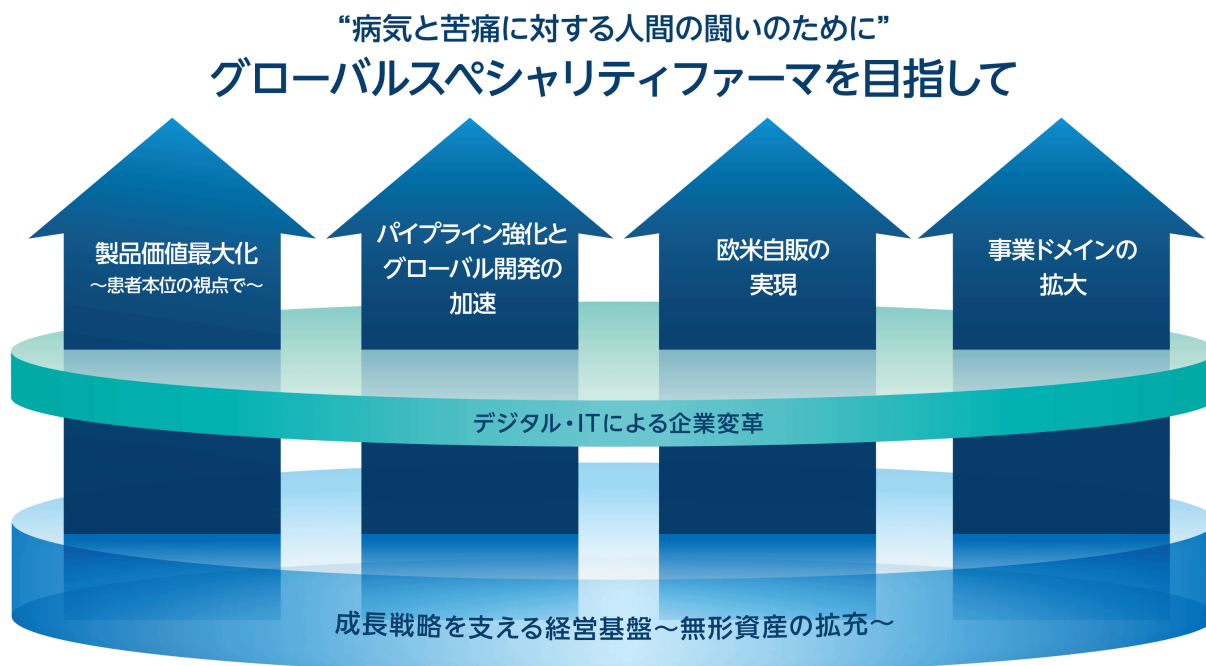 “病気と苦痛に対する人間の闘いのために”
グローバルスペシャリティファーマを目指して
製品価値最大化
〜患者本位の視点で〜
パイプライン強化と
グローバル開発の
加速
欧米自販の
実現
事業ドメインの
拡大
デジタル・ITによる企業変革
成長戦略を支える経営基盤〜無形資産の拡充〜